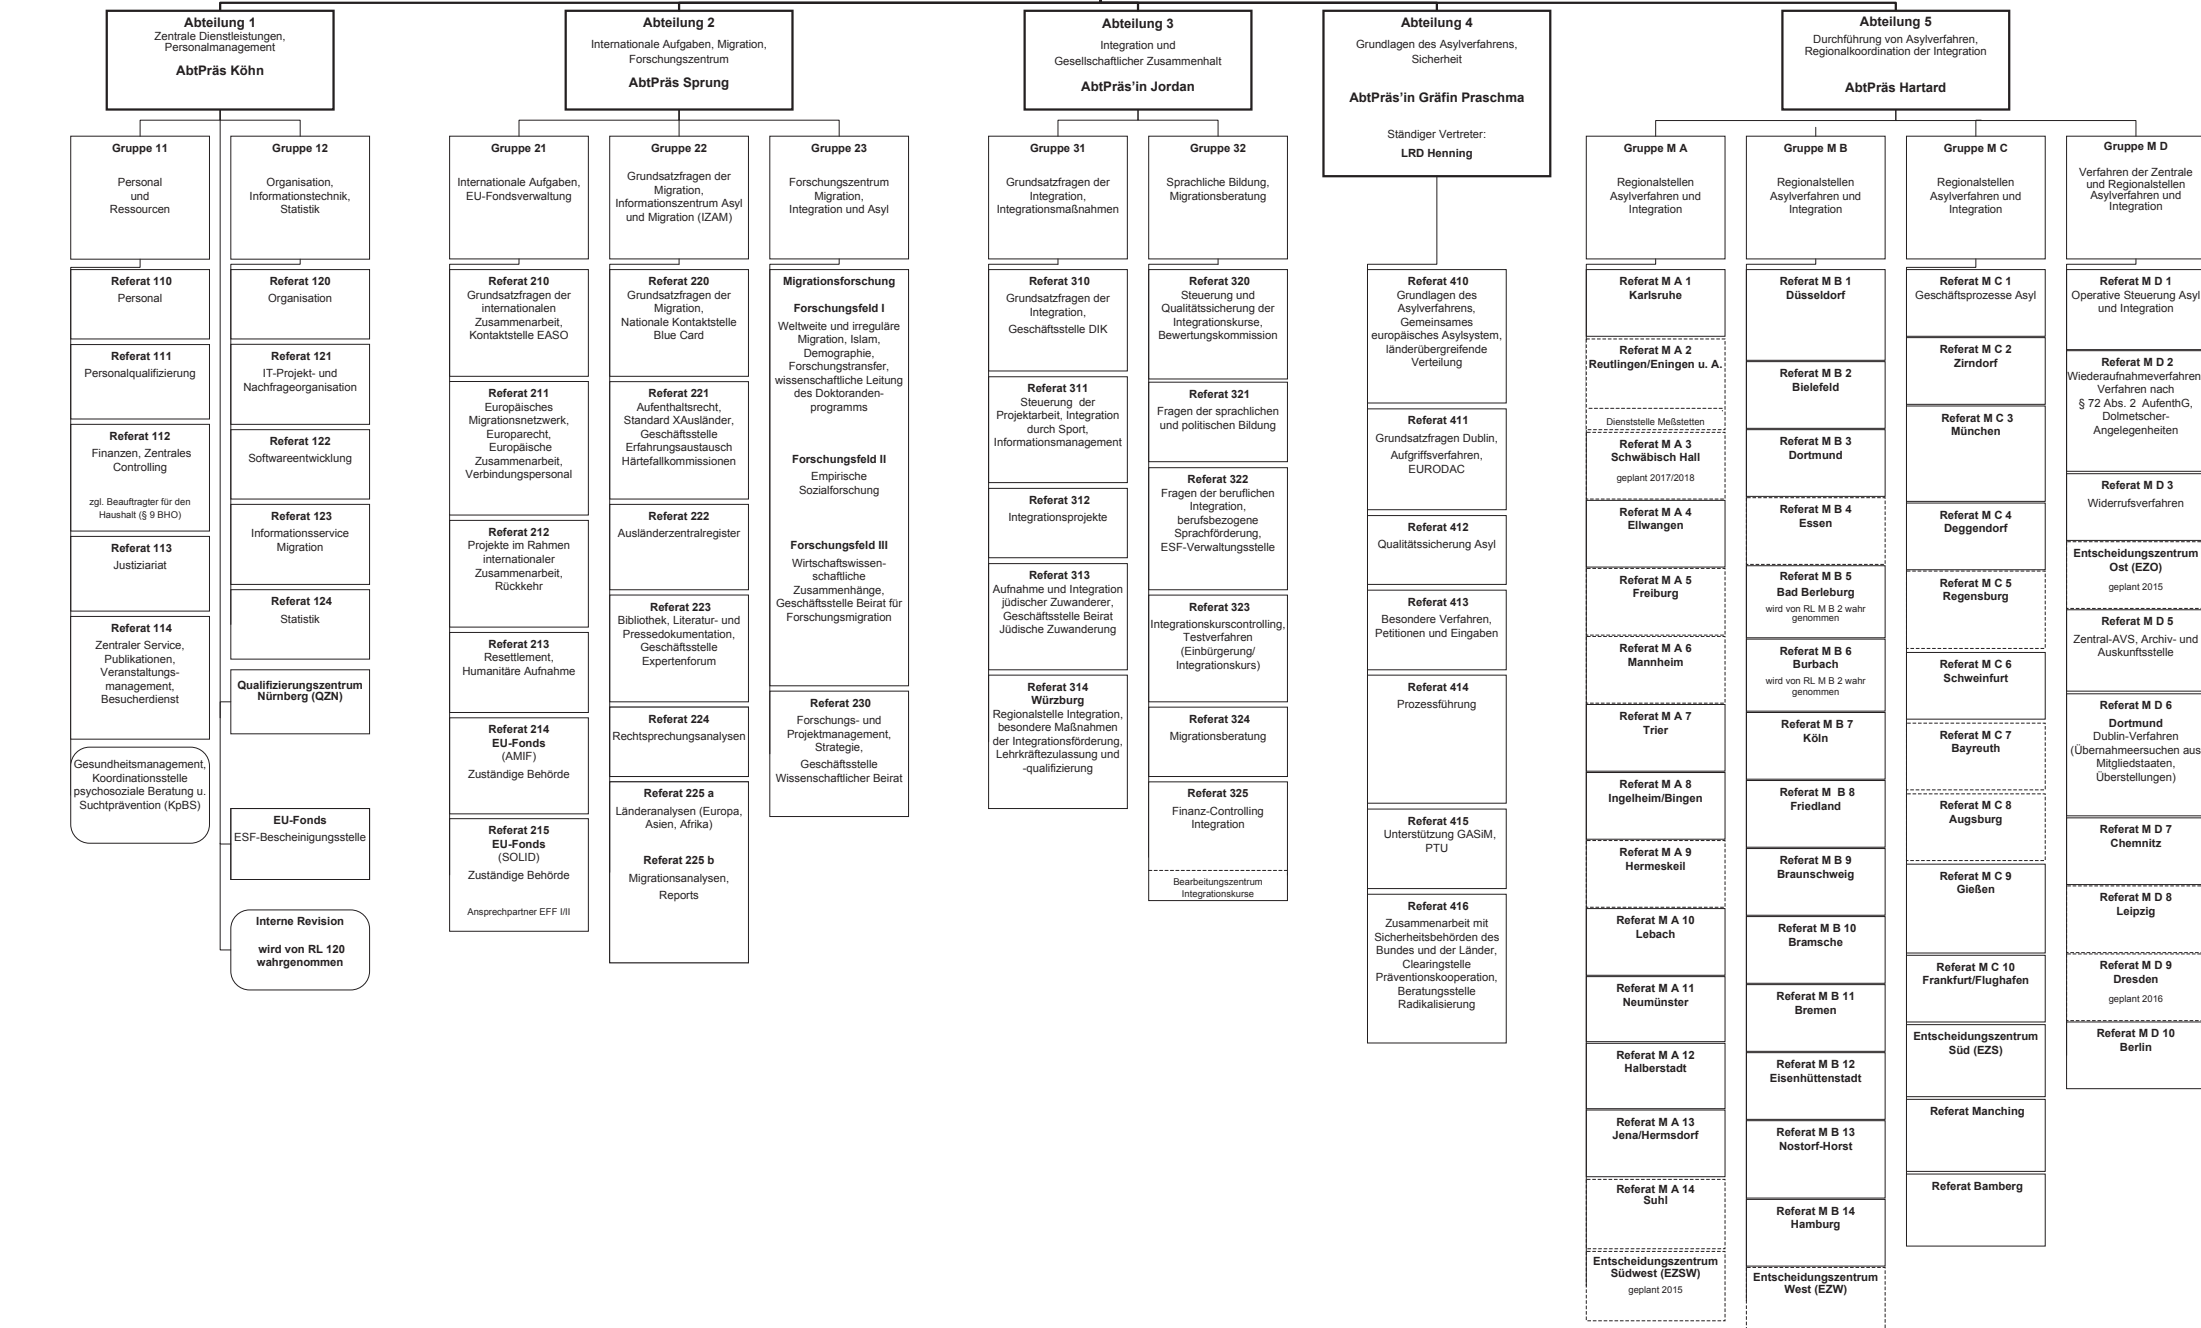 Abteilung 1
Zentrale Dienstleistungen,
Personalmanagement
AbtPräs Köhn
Abteilung 2
Internationale Aufgaben, Migration,
Forschungszentrum
AbtPräs Sprung
Abteilung 3
Integration und
Gesellschaftlicher Zusammenhalt
AbtPräs'in Jordan
Abteilung 4
Grundlagen des Asylverfahrens,
Sicherheit
AbtPräs'in Gräfin Praschma
Ständiger Vertreter:
LRD Henning
Abteilung 5
Durchführung von Asylverfahren,
Regionalkoordination der Integration
AbtPräs Hartard
Gruppe 11
Personal
und
Ressourcen
Referat 110
Personal
Referat 111
Personalqualifizierung
Referat 112
Finanzen, Zentrales
Controlling
zgl. Beauftragter für den
Haushalt (§ 9 BHO)
Referat 113
Justiziariat
Referat 114
Zentraler Service,
Publikationen,
Veranstaltungs-
management,
Besucherdienst
Gesundheitsmanagement,
Koordinationsstelle
psychosoziale Beratung u.
Suchtprävention (KpBS)
Gruppe 12
Organisation,
Informationstechnik,
Statistik
Referat 120
Organisation
Referat 121
IT-Projekt- und
Nachfrageorganisation
Referat 122
Softwareentwicklung
Referat 123
Informationsservice
Migration
Referat 124
Statistik
Qualifizierungszentrum
Nürnberg (QZN)
EU-Fonds
ESF-Bescheinigungsstelle
Interne Revision
wird von RL 120
wahrgenommen
Gruppe 21
Internationale Aufgaben,
EU-Fondsverwaltung
Referat 210
Grundsatzfragen der
internationalen
Zusammenarbeit,
Kontaktstelle EASO
Referat 211
Europäisches
Migrationsnetzwerk,
Europarecht,
Europäische
Zusammenarbeit,
Verbindungspersonal
Referat 212
Projekte im Rahmen
internationaler
Zusammenarbeit,
Rückkehr
Referat 213
Resettlement,
Humanitäre Aufnahme
Referat 214
EU-Fonds
(AMIF)
Zuständige Behörde
Referat 215
EU-Fonds
(SOLID)
Zuständige Behörde
Ansprechpartner EFF I/II
Gruppe 22
Grundsatzfragen der
Migration,
Informationszentrum Asyl
und Migration (IZAM)
Referat 220
Grundsatzfragen der
Migration,
Nationale Kontaktstelle
Blue Card
Referat 221
Aufenthaltsrecht,
Standard XAusländer,
Geschäftsstelle
Erfahrungsaustausch
Härtefallkommissionen
Referat 222
Ausländerzentralregister
Referat 223
Bibliothek, Literatur- und
Pressedokumentation,
Geschäftsstelle
Expertenforum
Referat 224
Rechtsprechungsanalysen
Referat 225 a
Länderanalysen (Europa,
Asien, Afrika)
Referat 225 b
Migrationsanalysen,
Reports
Gruppe 23
Forschungszentrum
Migration,
Integration und Asyl
Migrationsforschung
Forschungsfeld I
Weltweite und irreguläre
Migration, Islam,
Demographie,
Forschungstransfer,
wissenschaftliche Leitung
des Doktoranden-
programms
Forschungsfeld II
Empirische
Sozialforschung
Forschungsfeld III
Wirtschaftswissen-
schaftliche
Zusammenhänge,
Geschäftsstelle Beirat für
Forschungsmigration
Referat 230
Forschungs- und
Projektmanagement,
Strategie,
Geschäftsstelle
Wissenschaftlicher Beirat
Gruppe 31
Grundsatzfragen der
Integration,
Integrationsmaßnahmen
Referat 310
Grundsatzfragen der
Integration,
Geschäftsstelle DIK
Referat 311
Steuerung der
Projektarbeit, Integration
durch Sport,
Informationsmanagement
Referat 312
Integrationsprojekte
Referat 313
Aufnahme und Integration
jüdischer Zuwanderer,
Geschäftsstelle Beirat
Jüdische Zuwanderung
Referat 314
Würzburg
Regionalstelle Integration,
besondere Maßnahmen
der Integrationsförderung,
Lehrkräftezulassung und
-qualifizierung
Gruppe 32
Sprachliche Bildung,
Migrationsberatung
Referat 320
Steuerung und
Qualitätssicherung der
Integrationskurse,
Bewertungskommission
Referat 321
Fragen der sprachlichen
und politischen Bildung
Referat 322
Fragen der beruflichen
Integration,
berufsbezogene
Sprachförderung,
ESF-Verwaltungsstelle
Referat 323
Integrationskurscontrolling,
Testverfahren
(Einbürgerung/
Integrationskurs)
Referat 324
Migrationsberatung
Referat 325
Finanz-Controlling
Integration
Bearbeitungszentrum
Integrationskurse
Referat 410
Grundlagen des
Asylverfahrens,
Gemeinsames
europäisches Asylsystem,
länderübergreifende
Verteilung
Referat 411
Grundsatzfragen Dublin,
Aufgriffsverfahren,
EURODAC
Referat 412
Qualitätssicherung Asyl
Referat 413
Besondere Verfahren,
Petitionen und Eingaben
Referat 414
Prozessführung
Referat 415
Unterstützung GASiM,
PTU
Referat 416
Zusammenarbeit mit
Sicherheitsbehörden des
Bundes und der Länder,
Clearingstelle
Präventionskooperation,
Beratungsstelle
Radikalisierung
Gruppe M A
Regionalstellen
Asylverfahren und
Integration
Referat M A 1
Karlsruhe
Referat M A 2
Reutlingen/Eningen u. A.
Dienststelle Meßstetten
Referat M A 3
Schwäbisch Hall
geplant 2017/2018
Referat M A 4
Ellwangen
Referat M A 5
Freiburg
Referat M A 6
Mannheim
Referat M A 7
Trier
Referat M A 8
Ingelheim/Bingen
Referat M A 9
Hermeskeil
Referat M A 10
Lebach
Referat M A 11
Neumünster
Referat M A 12
Halberstadt
Referat M A 13
Jena/Hermsdorf
Referat M A 14
Suhl
Entscheidungszentrum
Südwest (EZSW)
geplant 2015
Gruppe M B
Regionalstellen
Asylverfahren und
Integration
Referat M B 1
Düsseldorf
Referat M B 2
Bielefeld
Referat M B 3
Dortmund
Referat M B 4
Essen
Referat M B 5
Bad Berleburg
wird von RL M B 2 wahr
genommen
Referat M B 6
Burbach
wird von RL M B 2 wahr
genommen
Referat M B 7
Köln
Referat M B 8
Friedland
Referat M B 9
Braunschweig
Referat M B 10
Bramsche
Referat M B 11
Bremen
Referat M B 12
Eisenhüttenstadt
Referat M B 13
Nostorf-Horst
Referat M B 14
Hamburg
Entscheidungszentrum
West (EZW)
Gruppe M C
Regionalstellen
Asylverfahren und
Integration
Referat M C 1
Geschäftsprozesse Asyl
Referat M C 2
Zirndorf
Referat M C 3
München
Referat M C 4
Deggendorf
Referat M C 5
Regensburg
Referat M C 6
Schweinfurt
Referat M C 7
Bayreuth
Referat M C 8
Augsburg
Referat M C 9
Gießen
Referat M C 10
Frankfurt/Flughafen
Entscheidungszentrum
Süd (EZS)
Referat Manching
Referat Bamberg
Gruppe M D
Verfahren der Zentrale
und Regionalstellen
Asylverfahren und
Integration
Referat M D 1
Operative Steuerung Asyl
und Integration
Referat M D 2
Wiederaufnahmeverfahren
Verfahren nach
§ 72 Abs. 2 AufenthG,
Dolmetscher-
Angelegenheiten
Referat M D 3
Widerrufsverfahren
Entscheidungszentrum
Ost (EZO)
geplant 2015
Referat M D 5
Zentral-AVS, Archiv- und
Auskunftsstelle
Referat M D 6
Dortmund
Dublin-Verfahren
(Übernahmeersuchen aus
Mitgliedstaaten,
Überstellungen)
Referat M D 7
Chemnitz
Referat M D 8
Leipzig
Referat M D 9
Dresden
geplant 2016
Referat M D 10
Berlin